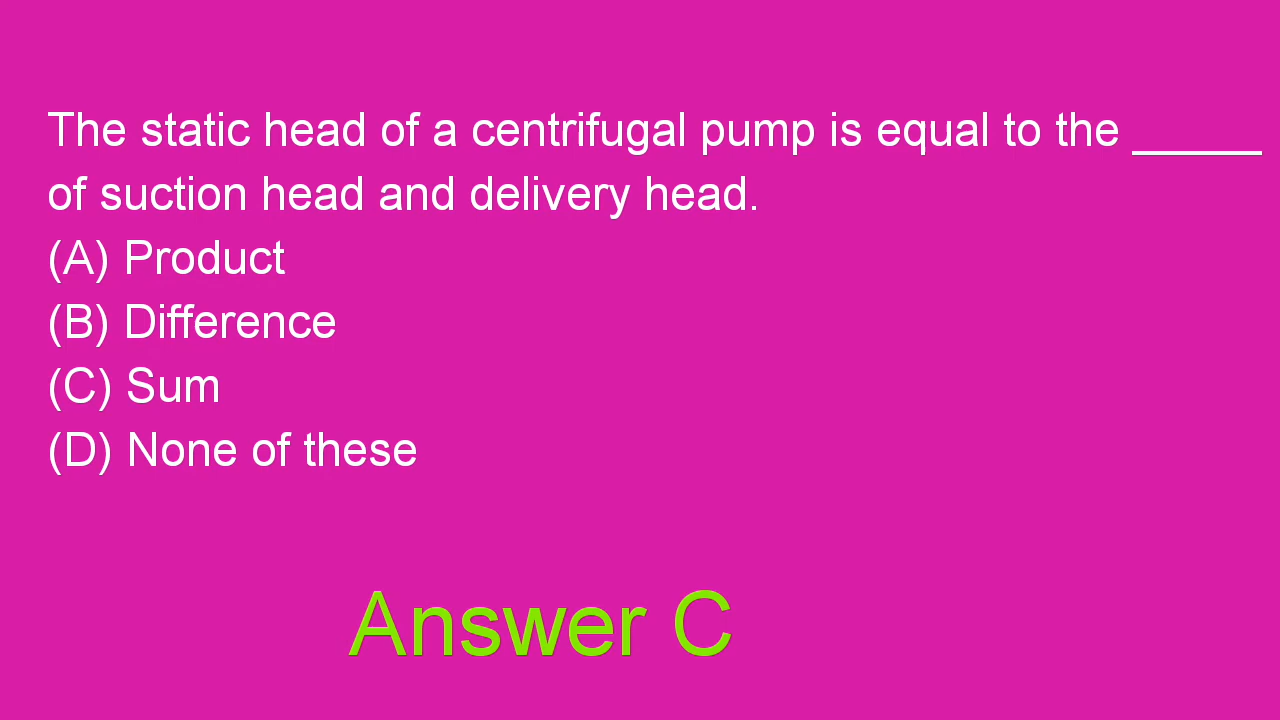 The static head of a centrifugal pump is equal to the _____
of suction head and delivery head.
(A) Product
(B) Difference
(C) Sum
(D) None of these
Answer C